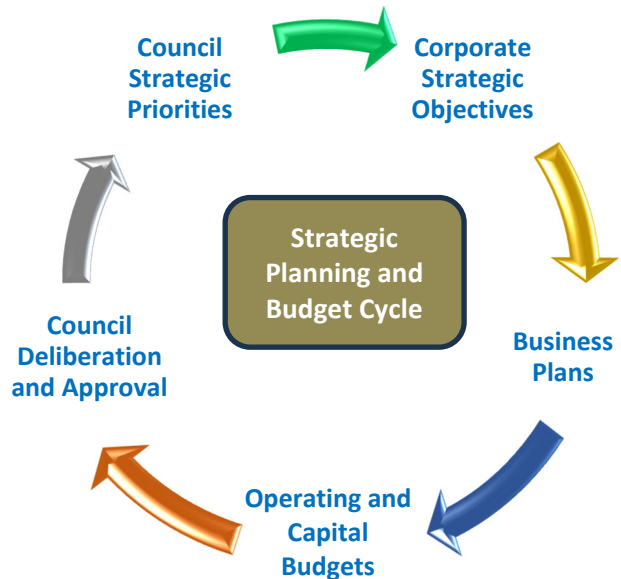 Council
Strategic
Priorities
Corporate
Strategic
Objectives
Strategic
Planning and
Budget Cycle
Business
Plans
Operating and
Capital
Budgets
Council
Deliberation
and Approval